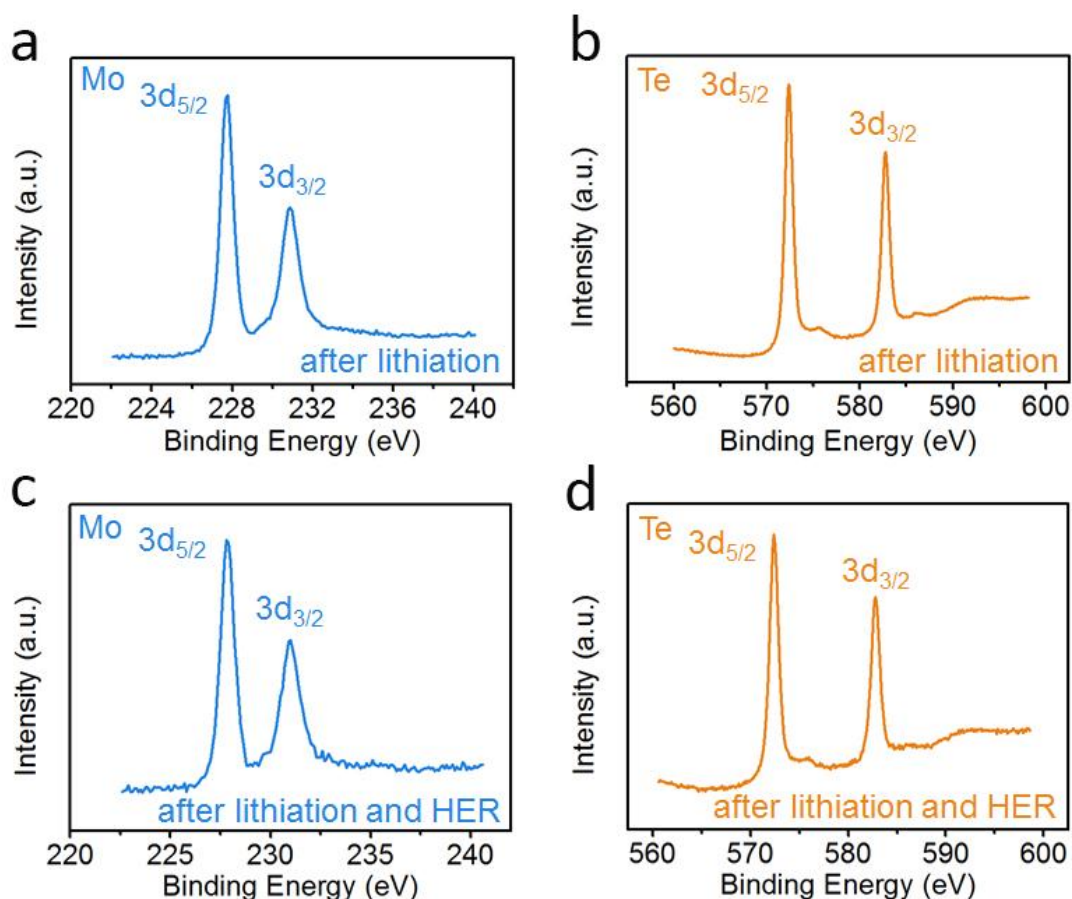 a
Mo
3d5/2
3d3/2
after lithiation
Intensity (a.u.)
220 224 228 232 236 240
Binding Energy (eV)
b
Te
3d5/2
3d3/2
after lithiation
Intensity (a.u.)
560 570 580 590 600
Binding Energy (eV)
c
Mo
3d5/2
3d3/2
after lithiation and HER
Intensity (a.u.)
220 225 230 235 240
Binding Energy (eV)
d
Te
3d5/2
3d3/2
after lithiation and HER
Intensity (a.u.)
560 570 580 590 600
Binding Energy (eV)